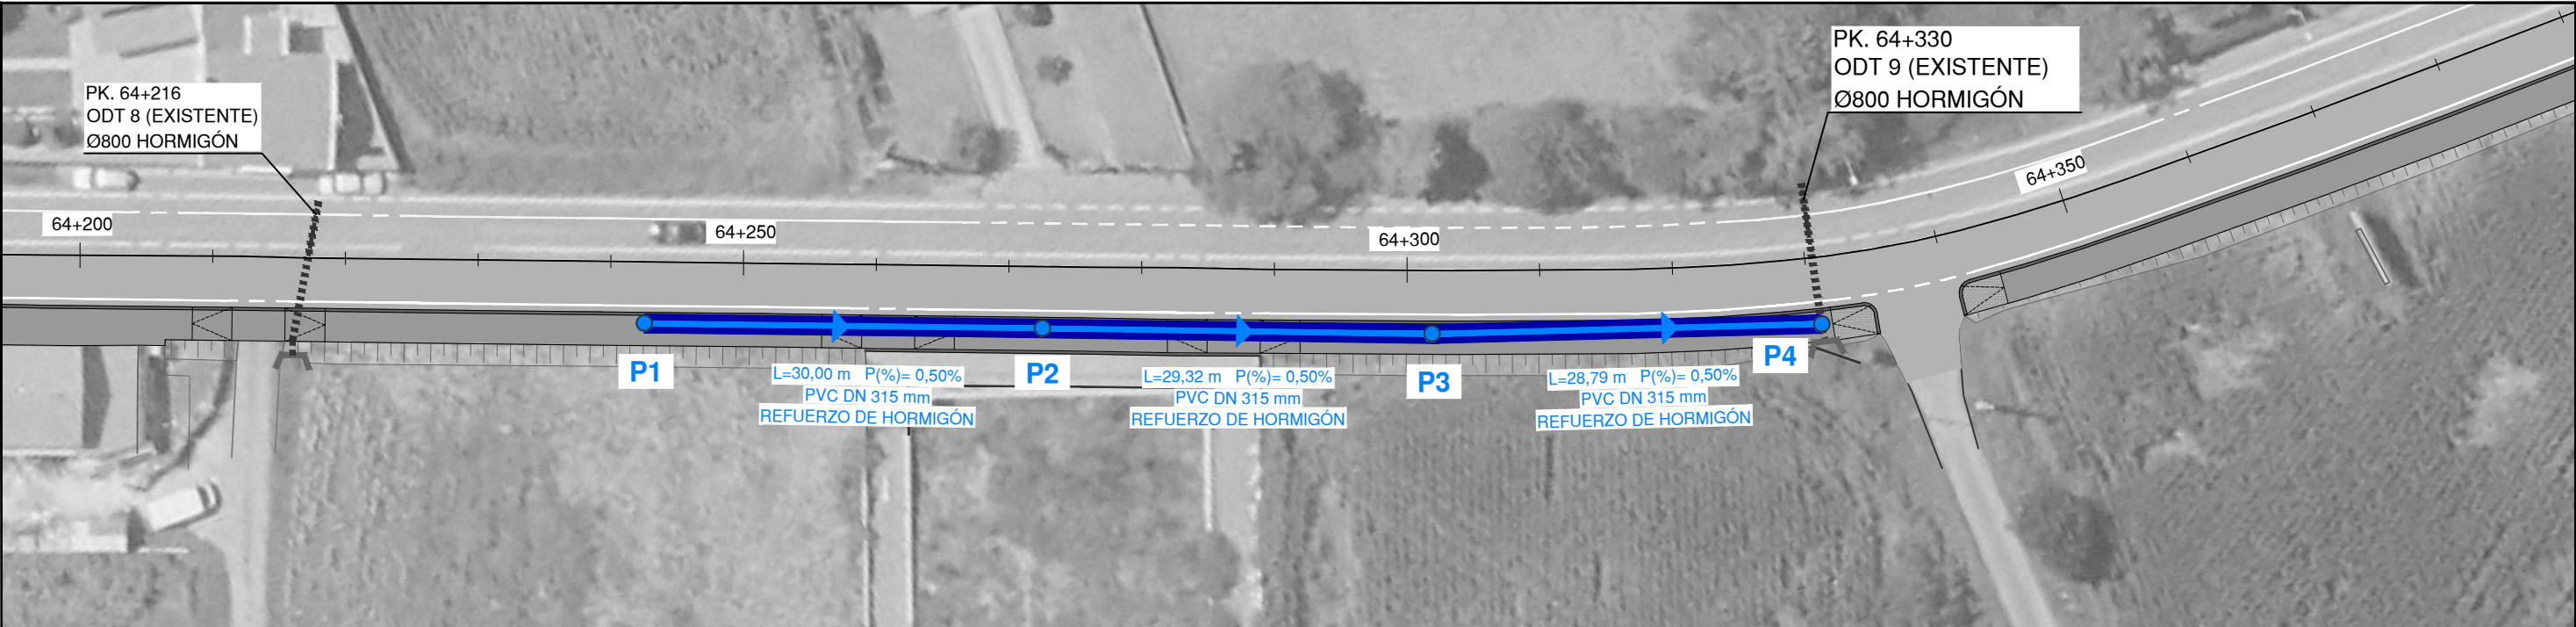 PK. 64+216
ODT 8 (EXISTENTE)
Ø800 HORMIGÓN
PK. 64+330
ODT 9 (EXISTENTE)
Ø800 HORMIGÓN
64+200
64+250
64+300
64+350
P1
P2
P3
P4
L=30,00 m P(%)= 0,50%
PVC DN 315 mm
REFUERZO DE HORMIGÓN
L=29,32 m P(%)= 0,50%
PVC DN 315 mm
REFUERZO DE HORMIGÓN
L=28,79 m P(%)= 0,50%
PVC DN 315 mm
REFUERZO DE HORMIGÓN